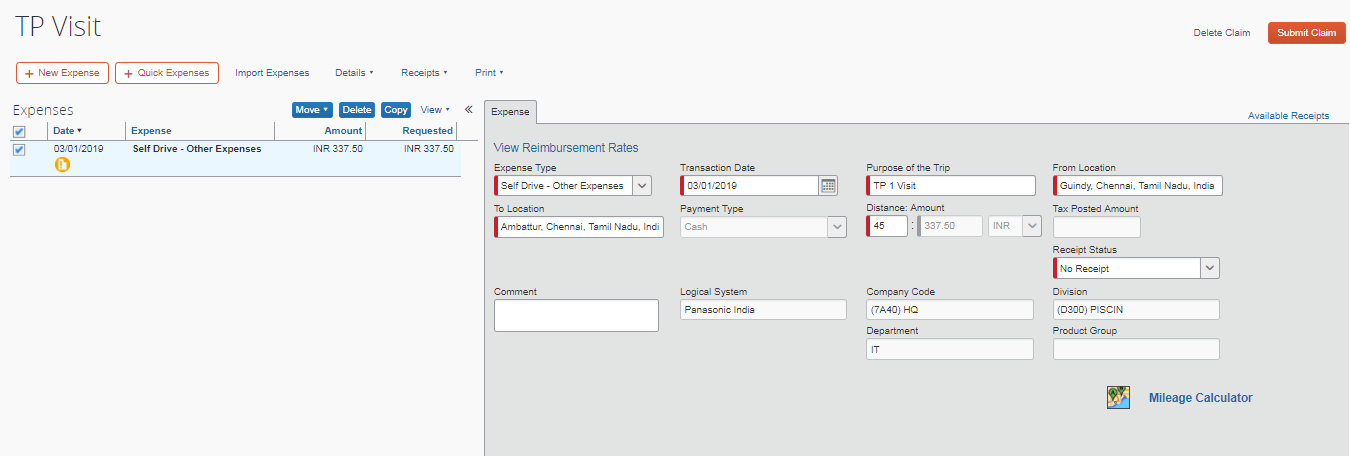 TP Visit
Delete Claim
Submit Claim
+ New Expense
+ Quick Expenses
Import Expenses
Details
Receipts
Print
Expenses
Move
Delete
Copy
View
«
Date Expense Amount Requested
03/01/2019 Self Drive - Other Expenses INR 337.50 INR 337.50
Expense
Available Receipts
View Reimbursement Rates
Expense Type Transaction Date Purpose of the Trip From Location
Self Drive - Other Expenses 03/01/2019 TP 1 Visit Guindy, Chennai, Tamil Nadu, India
To Location Payment Type Distance: Amount Tax Posted Amount
Ambattur, Chennai, Tamil Nadu, Indi Cash 45 : 337.50 INR
Receipt Status
No Receipt
Comment Logical System Company Code Division
Panasonic India (7A40) HQ (D300) PISCIN
Department Product Group
IT
Mileage Calculator